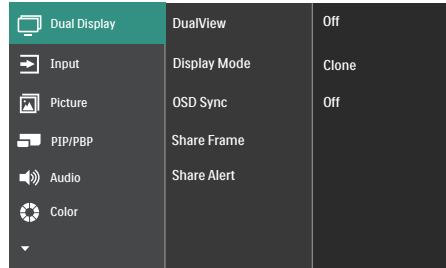 Dual Display
Input
Picture
PIP/PBP
Audio
Color
DualView
Display Mode
OSD Sync
Share Frame
Share Alert
Off
Clone
Off